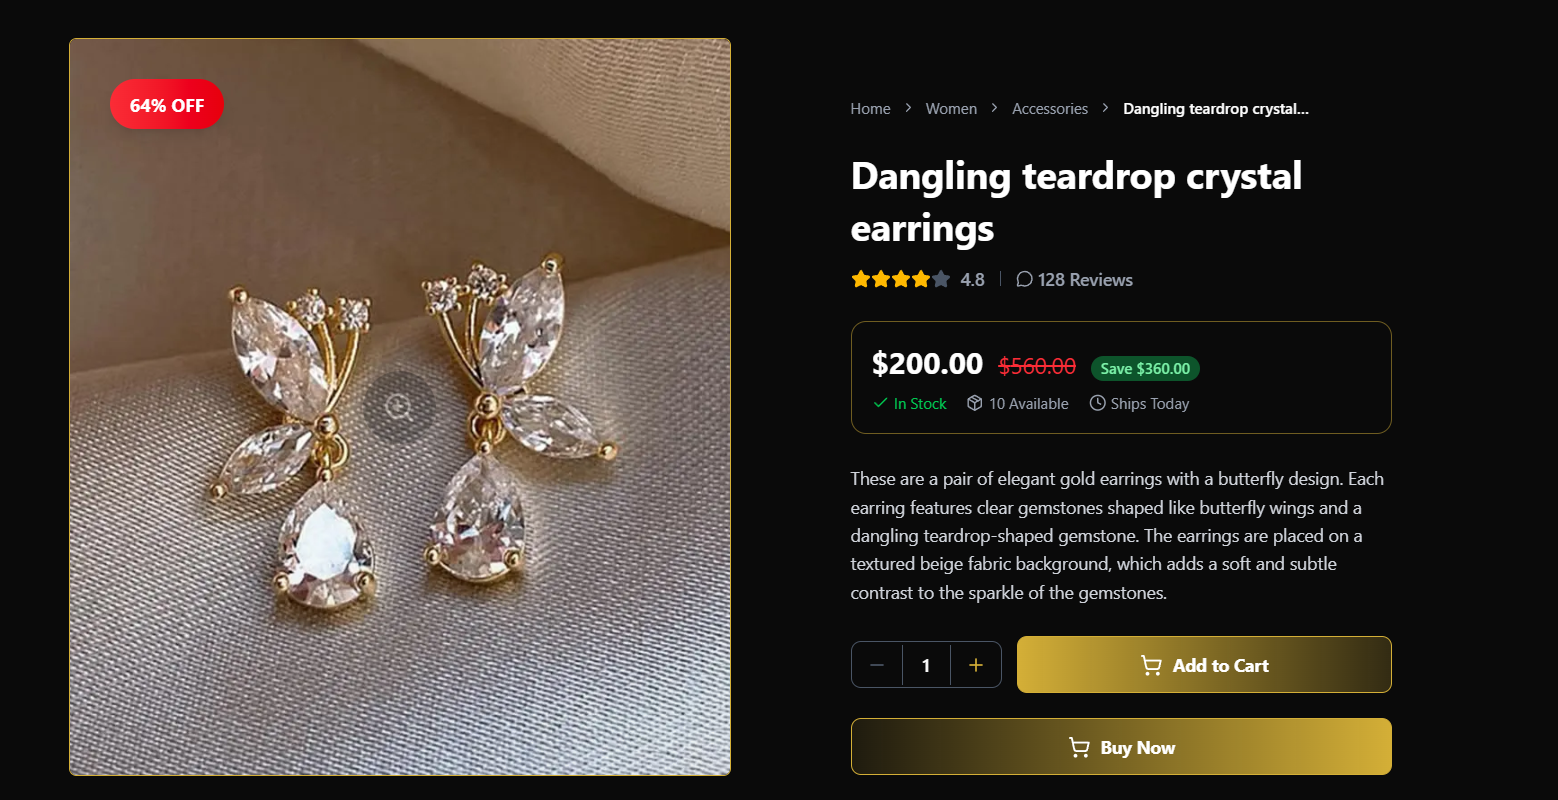 64% OFF
Home > Women > Accessories > Dangling teardrop crystal...
Dangling teardrop crystal
earrings
4.8 | 128 Reviews
$200.00 $560.00 Save $360.00
In Stock 10 Available Ships Today
These are a pair of elegant gold earrings with a butterfly design. Each
earring features clear gemstones shaped like butterfly wings and a
dangling teardrop-shaped gemstone. The earrings are placed on a
textured beige fabric background, which adds a soft and subtle
contrast to the sparkle of the gemstones.
− 1 + Add to Cart
Buy Now